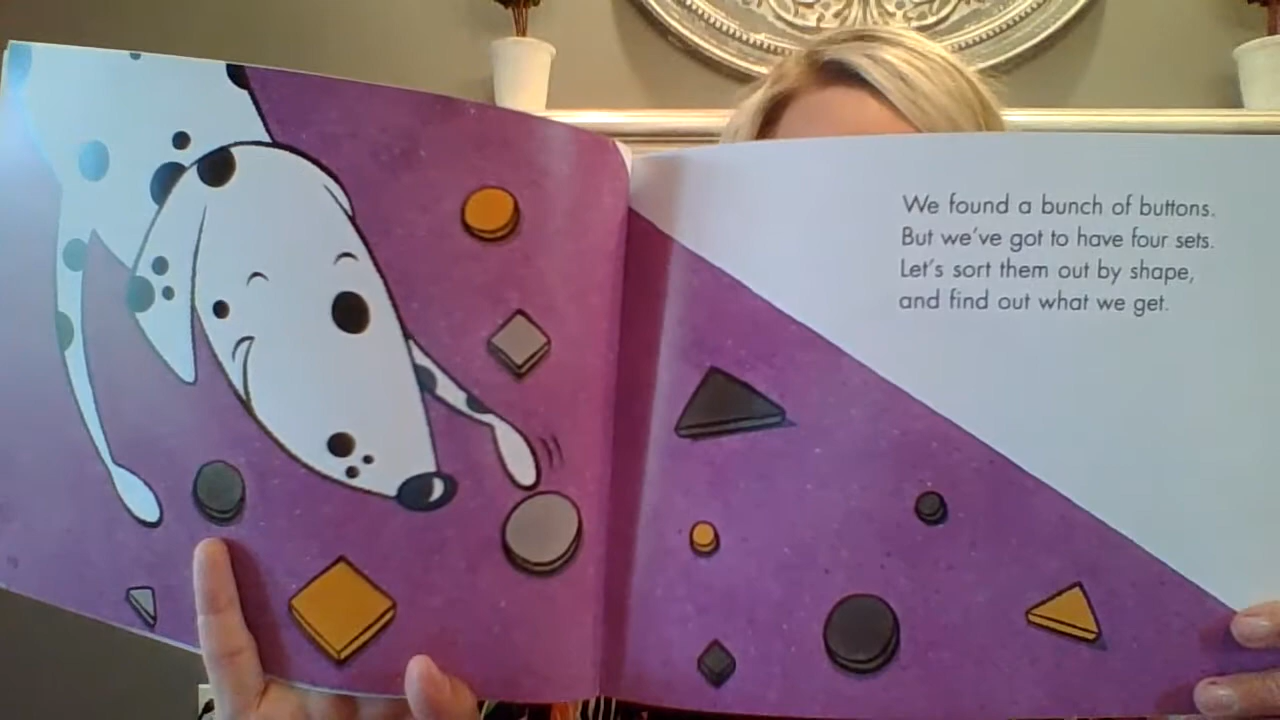 We found a bunch of buttons.
But we've got to have four sets.
Let's sort them out by shape,
and find out what we get.